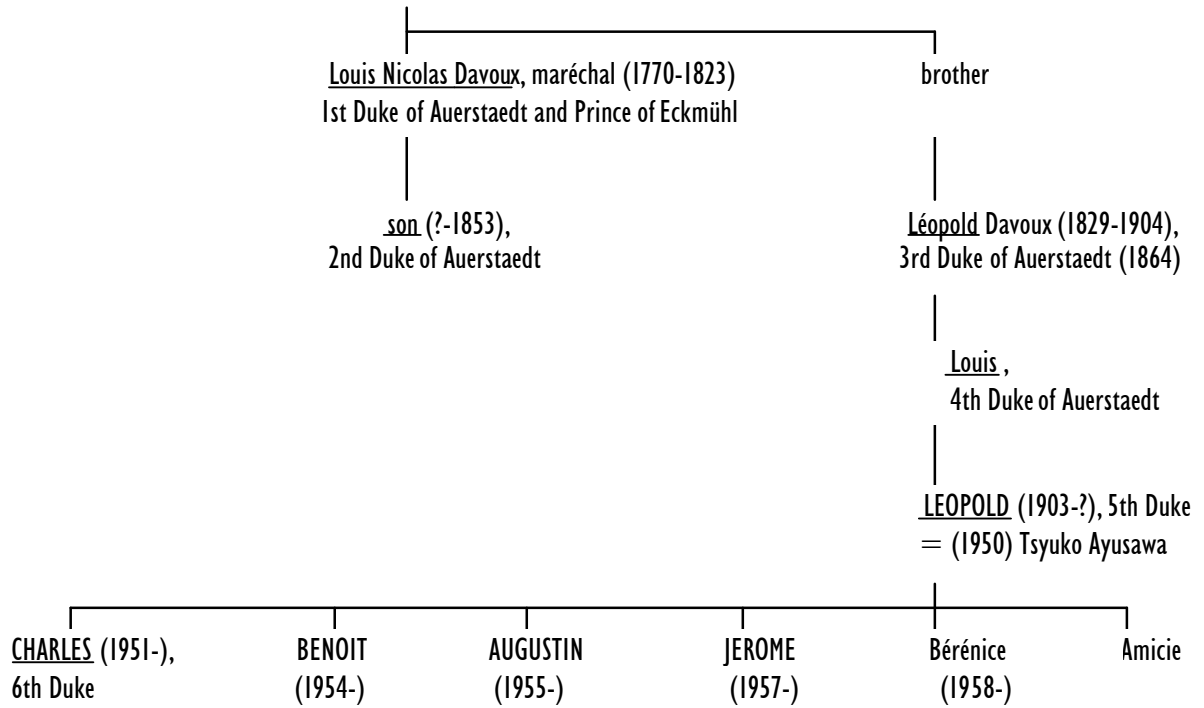 Louis Nicolas Davoux, maréchal (1770-1823)
1st Duke of Auerstaedt and Prince of Eckmühl
brother
son (?-1853),
2nd Duke of Auerstaedt
Léopold Davoux (1829-1904),
3rd Duke of Auerstaedt (1864)
Louis ,
4th Duke of Auerstaedt
LEOPOLD (1903-?), 5th Duke
= (1950) Tsyuko Ayusawa
CHARLES (1951-),
6th Duke
BENOIT
(1954-)
AUGUSTIN
(1955-)
JEROME
(1957-)
Bérénice
(1958-)
Amicie